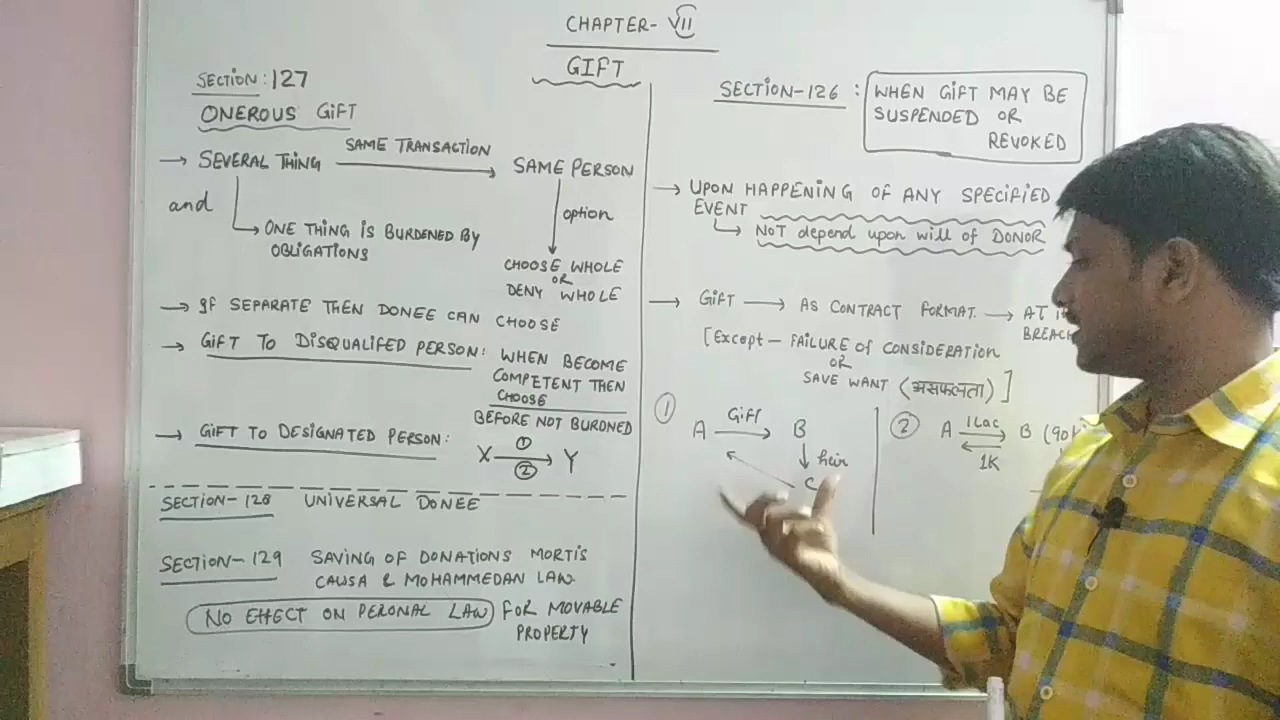 CHAPTER- VII
GIFT
SECTION: 127
ONEROUS GIFT
→ SEVERAL THING SAME TRANSACTION → SAME PERSON
and
→ ONE THING IS BURDENED BY
OBLIGATIONS
option
CHOOSE WHOLE
OR
DENY WHOLE
→ If SEPARATE THEN DONEE CAN CHOOSE
→ GIFT TO DISQUALIFED PERSON: WHEN BECOME
COMPETENT THEN
CHOOSE
BEFORE NOT BURDNED
→ GIFT TO DESIGNATED PERSON:
X ① → ② Y
SECTION- 128 UNIVERSAL DONEE
SECTION- 129 SAVING OF DONATIONS MORTIS
CAUSA & MOHAMMEDAN LAW
NO EFFECT ON PERONAL LAW FOR MOVABLE
PROPERTY
SECTION-126 : WHEN GIFT MAY BE
SUSPENDED OR
REVOKED
→ UPON HAPPENING OF ANY SPECIFIED
EVENT
→ NOT depend upon will of DONOR
→ GIFT → AS CONTRACT FORMAT. → AT
BREACH
[Except - FAILURE Of CONSIDERATION
OR
SAVE WANT (असफलता)]
① A Gift → B
heir
C
② A 1Lac → B (90
1K